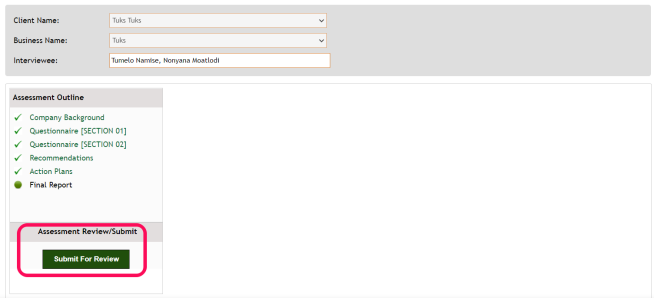 Client Name: Tuks Tuks
Business Name: Tuks
Interviewee: Tumelo Namise, Nonyana Moatlodi
Assessment Outline
Company Background
Questionnaire [SECTION 01]
Questionnaire [SECTION 02]
Recommendations
Action Plans
Final Report
Assessment Review/Submit
Submit For Review